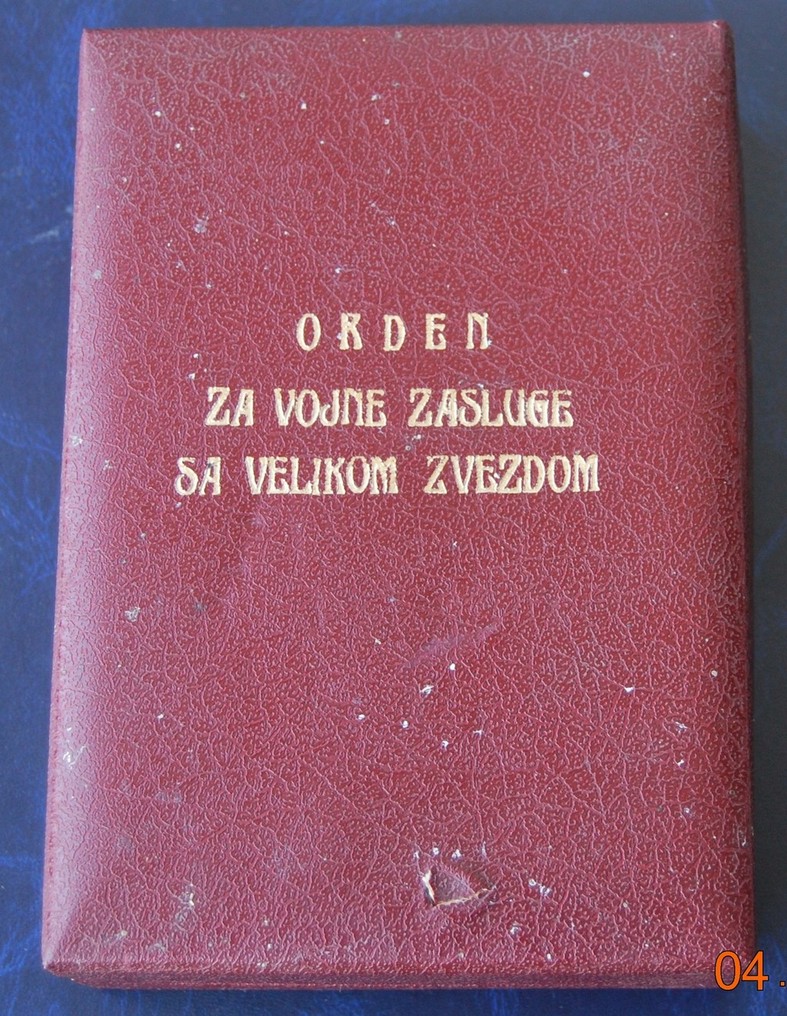 ORDEN
ZA VOJNE ZASLUGE
SA VELIKOM ZVEZDOM
04.